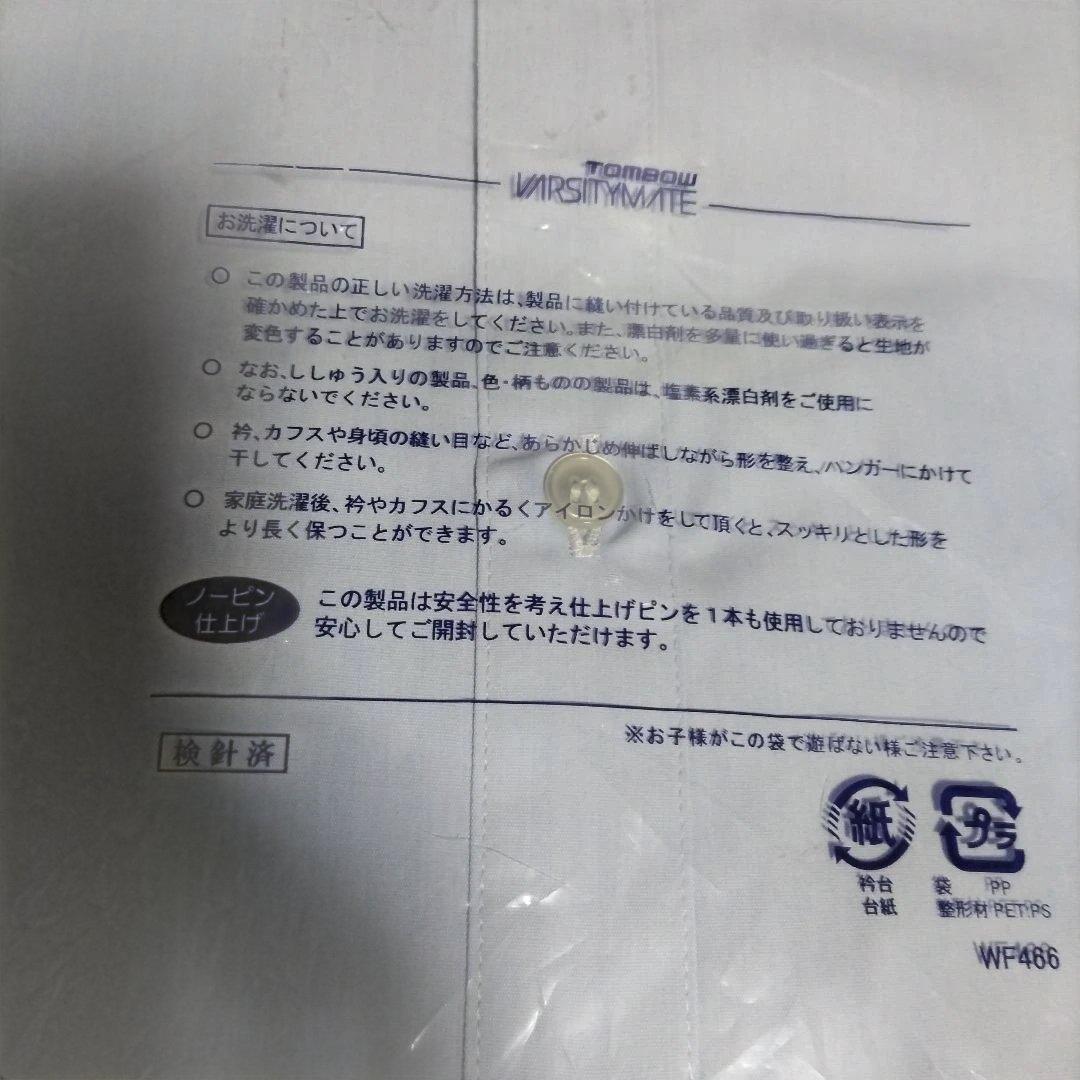 TOMBOW
VARSITYMATE
お洗濯について
○ この製品の正しい洗濯方法は、製品に縫い付けている品質及び取り扱い表示を
確かめた上でお洗濯をしてください。また、漂白剤を多量に使い過ぎると生地が
変色することがありますのでご注意ください。
○ なお、ししゅう入りの製品、色・柄ものの製品は、塩素系漂白剤をご使用に
ならないでください。
○ 衿、カフスや身頃の縫い目など、あらかじめ伸ばしながら形を整え、ハンガーにかけて
干してください。
○ 家庭洗濯後、衿やカフスにかるくアイロンかけをして頂くと、スッキリとした形を
より長く保つことができます。
ノーピン
仕上げ
この製品は安全性を考え仕上げピンを1本も使用しておりませんので
安心してご開封していただけます。
検針済
※お子様がこの袋で遊ばない様ご注意下さい。
紙 プラ
衿台 袋 PP
台紙 整形材 PET.PS
WF466